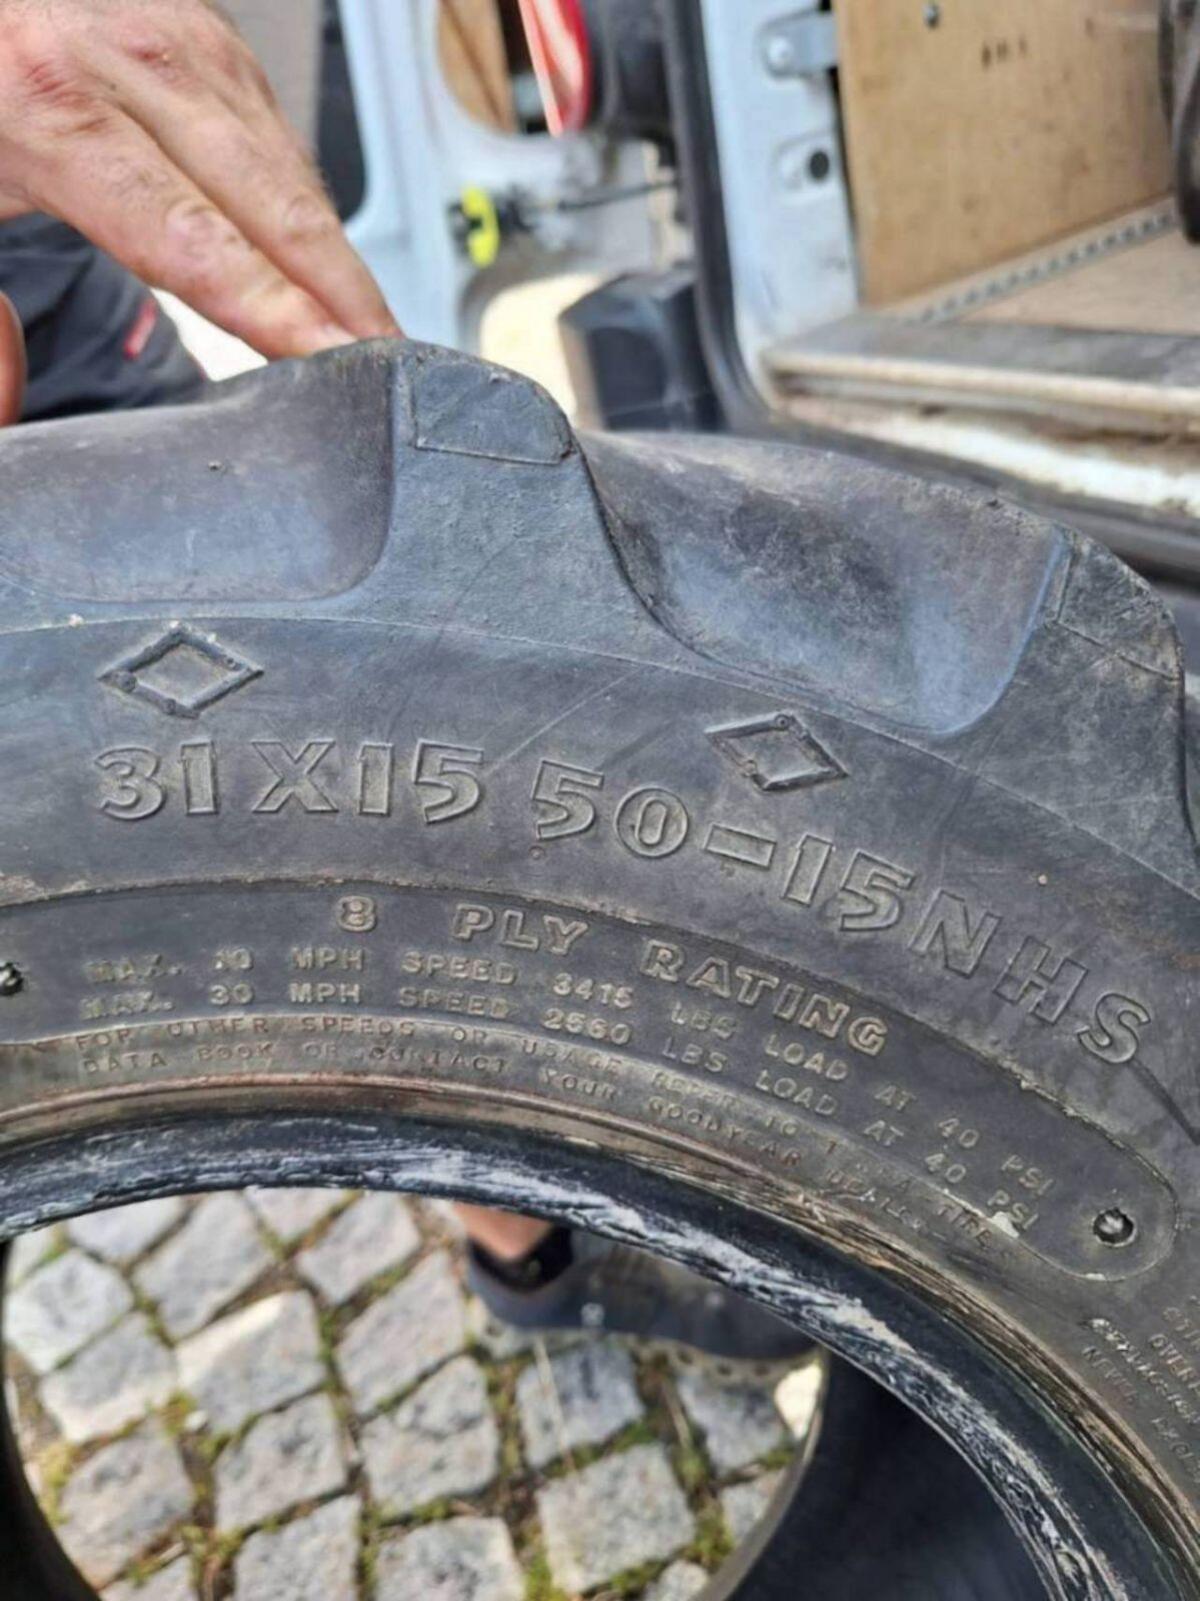 31X15 50-15NHS
8 PLY RATING
MAX. 10 MPH SPEED 3415 LBS LOAD AT 40 PSI
MAX. 30 MPH SPEED 2560 LBS LOAD AT 40 PSI
FOR OTHER SPEEDS OR USAGE REFER TO
DATA BOOK OR CONTACT YOUR GOODYEAR